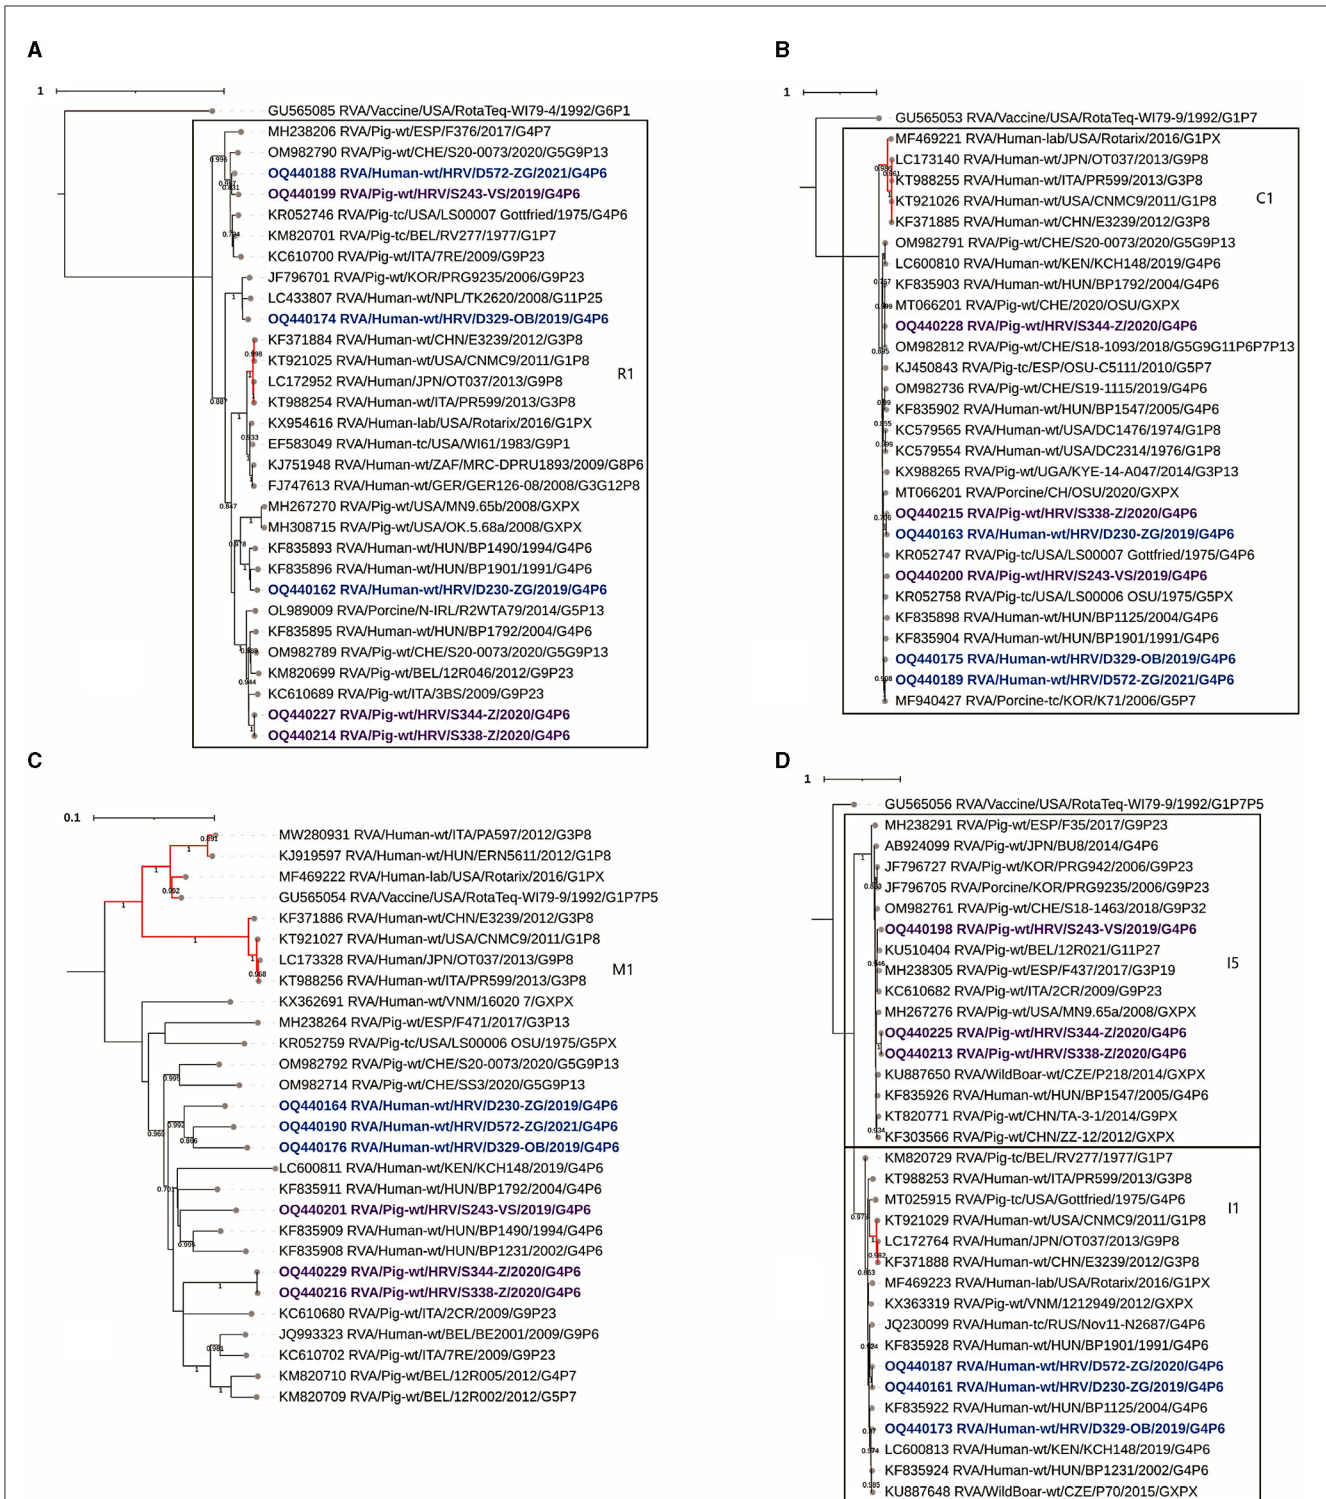 A
1
GU565085 RVA/Vaccine/USA/RotaTeq-WI79-4/1992/G6P1
MH238206 RVA/Pig-wt/ESP/F376/2017/G4P7
OM982790 RVA/Pig-wt/CHE/S20-0073/2020/G5G9P13
OQ440188 RVA/Human-wt/HRV/D572-ZG/2021/G4P6
OQ440199 RVA/Pig-wt/HRV/S243-VS/2019/G4P6
KR052746 RVA/Pig-tc/USA/LS00007 Gottfried/1975/G4P6
KM820701 RVA/Pig-tc/BEL/RV277/1977/G1P7
KC610700 RVA/Pig-wt/ITA/7RE/2009/G9P23
JF796701 RVA/Pig-wt/KOR/PRG9235/2006/G9P23
LC433807 RVA/Human-wt/NPL/TK2620/2008/G11P25
OQ440174 RVA/Human-wt/HRV/D329-OB/2019/G4P6
KF371884 RVA/Human-wt/CHN/E3239/2012/G3P8
KT921025 RVA/Human-wt/USA/CNMC9/2011/G1P8
LC172952 RVA/Human/JPN/OT037/2013/G9P8
KT988254 RVA/Human-wt/ITA/PR599/2013/G3P8
R1
KX954616 RVA/Human-lab/USA/Rotarix/2016/G1PX
EF583049 RVA/Human-tc/USA/WI61/1983/G9P1
KJ751948 RVA/Human-wt/ZAF/MRC-DPRU1893/2009/G8P6
FJ747613 RVA/Human-wt/GER/GER126-08/2008/G3G12P8
MH267270 RVA/Pig-wt/USA/MN9.65b/2008/GXPX
MH308715 RVA/Pig-wt/USA/OK.5.68a/2008/GXPX
KF835893 RVA/Human-wt/HUN/BP1490/1994/G4P6
KF835896 RVA/Human-wt/HUN/BP1901/1991/G4P6
OQ440162 RVA/Human-wt/HRV/D230-ZG/2019/G4P6
OL989009 RVA/Porcine/N-IRL/R2WTA79/2014/G5P13
KF835895 RVA/Human-wt/HUN/BP1792/2004/G4P6
OM982789 RVA/Pig-wt/CHE/S20-0073/2020/G5G9P13
KM820699 RVA/Pig-wt/BEL/12R046/2012/G9P23
KC610689 RVA/Pig-wt/ITA/3BS/2009/G9P23
OQ440227 RVA/Pig-wt/HRV/S344-Z/2020/G4P6
OQ440214 RVA/Pig-wt/HRV/S338-Z/2020/G4P6
0.996
0.794
1
0.998
0.887
0.933
0.847
0.978
0.944
B
1
GU565053 RVA/Vaccine/USA/RotaTeq-WI79-9/1992/G1P7
MF469221 RVA/Human-lab/USA/Rotarix/2016/G1PX
LC173140 RVA/Human-wt/JPN/OT037/2013/G9P8
KT988255 RVA/Human-wt/ITA/PR599/2013/G3P8
KT921026 RVA/Human-wt/USA/CNMC9/2011/G1P8
C1
KF371885 RVA/Human-wt/CHN/E3239/2012/G3P8
OM982791 RVA/Pig-wt/CHE/S20-0073/2020/G5G9P13
LC600810 RVA/Human-wt/KEN/KCH148/2019/G4P6
KF835903 RVA/Human-wt/HUN/BP1792/2004/G4P6
MT066201 RVA/Pig-wt/CHE/2020/OSU/GXPX
OQ440228 RVA/Pig-wt/HRV/S344-Z/2020/G4P6
OM982812 RVA/Pig-wt/CHE/S18-1093/2018/G5G9G11P6P7P13
KJ450843 RVA/Pig-tc/ESP/OSU-C5111/2010/G5P7
OM982736 RVA/Pig-wt/CHE/S19-1115/2019/G4P6
KF835902 RVA/Human-wt/HUN/BP1547/2005/G4P6
KC579565 RVA/Human-wt/USA/DC1476/1974/G1P8
KC579554 RVA/Human-wt/USA/DC2314/1976/G1P8
KX988265 RVA/Pig-wt/UGA/KYE-14-A047/2014/G3P13
MT066201 RVA/Porcine/CH/OSU/2020/GXPX
OQ440215 RVA/Pig-wt/HRV/S338-Z/2020/G4P6
OQ440163 RVA/Human-wt/HRV/D230-ZG/2019/G4P6
KR052747 RVA/Pig-tc/USA/LS00007 Gottfried/1975/G4P6
OQ440200 RVA/Pig-wt/HRV/S243-VS/2019/G4P6
KR052758 RVA/Pig-tc/USA/LS00006 OSU/1975/G5PX
KF835898 RVA/Human-wt/HUN/BP1125/2004/G4P6
KF835904 RVA/Human-wt/HUN/BP1901/1991/G4P6
OQ440175 RVA/Human-wt/HRV/D329-OB/2019/G4P6
OQ440189 RVA/Human-wt/HRV/D572-ZG/2021/G4P6
MF940427 RVA/Porcine-tc/KOR/K71/2006/G5P7
C
0.1
MW280931 RVA/Human-wt/ITA/PA597/2012/G3P8
KJ919597 RVA/Human-wt/HUN/ERN5611/2012/G1P8
MF469222 RVA/Human-lab/USA/Rotarix/2016/G1PX
GU565054 RVA/Vaccine/USA/RotaTeq-WI79-9/1992/G1P7P5
KF371886 RVA/Human-wt/CHN/E3239/2012/G3P8
KT921027 RVA/Human-wt/USA/CNMC9/2011/G1P8
LC173328 RVA/Human/JPN/OT037/2013/G9P8
M1
KT988256 RVA/Human-wt/ITA/PR599/2013/G3P8
KX362691 RVA/Human-wt/VNM/16020 7/GXPX
MH238264 RVA/Pig-wt/ESP/F471/2017/G3P13
KR052759 RVA/Pig-tc/USA/LS00006 OSU/1975/G5PX
OM982792 RVA/Pig-wt/CHE/S20-0073/2020/G5G9P13
OM982714 RVA/Pig-wt/CHE/SS3/2020/G5G9P13
OQ440164 RVA/Human-wt/HRV/D230-ZG/2019/G4P6
OQ440190 RVA/Human-wt/HRV/D572-ZG/2021/G4P6
OQ440176 RVA/Human-wt/HRV/D329-OB/2019/G4P6
LC600811 RVA/Human-wt/KEN/KCH148/2019/G4P6
KF835911 RVA/Human-wt/HUN/BP1792/2004/G4P6
OQ440201 RVA/Pig-wt/HRV/S243-VS/2019/G4P6
KF835909 RVA/Human-wt/HUN/BP1490/1994/G4P6
KF835908 RVA/Human-wt/HUN/BP1231/2002/G4P6
OQ440229 RVA/Pig-wt/HRV/S344-Z/2020/G4P6
OQ440216 RVA/Pig-wt/HRV/S338-Z/2020/G4P6
KC610680 RVA/Pig-wt/ITA/2CR/2009/G9P23
JQ993323 RVA/Human-wt/BEL/BE2001/2009/G9P6
KC610702 RVA/Pig-wt/ITA/7RE/2009/G9P23
KM820710 RVA/Pig-wt/BEL/12R005/2012/G4P7
KM820709 RVA/Pig-wt/BEL/12R002/2012/G5P7
0.891
1
0.992
1
1
0.968
0.995
0.992
0.866
0.969
0.701
0.995
1
0.981
1
1
D
1
GU565056 RVA/Vaccine/USA/RotaTeq-WI79-9/1992/G1P7P5
MH238291 RVA/Pig-wt/ESP/F35/2017/G9P23
AB924099 RVA/Pig-wt/JPN/BU8/2014/G4P6
JF796727 RVA/Pig-wt/KOR/PRG942/2006/G9P23
JF796705 RVA/Porcine/KOR/PRG9235/2006/G9P23
OM982761 RVA/Pig-wt/CHE/S18-1463/2018/G9P32
OQ440198 RVA/Pig-wt/HRV/S243-VS/2019/G4P6
KU510404 RVA/Pig-wt/BEL/12R021/G11P27
I5
MH238305 RVA/Pig-wt/ESP/F437/2017/G3P19
KC610682 RVA/Pig-wt/ITA/2CR/2009/G9P23
MH267276 RVA/Pig-wt/USA/MN9.65a/2008/GXPX
OQ440225 RVA/Pig-wt/HRV/S344-Z/2020/G4P6
OQ440213 RVA/Pig-wt/HRV/S338-Z/2020/G4P6
KU887650 RVA/WildBoar-wt/CZE/P218/2014/GXPX
KF835926 RVA/Human-wt/HUN/BP1547/2005/G4P6
KT820771 RVA/Pig-wt/CHN/TA-3-1/2014/G9PX
KF303566 RVA/Pig-wt/CHN/ZZ-12/2012/GXPX
KM820729 RVA/Pig-tc/BEL/RV277/1977/G1P7
KT988253 RVA/Human-wt/ITA/PR599/2013/G3P8
MT025915 RVA/Pig-tc/USA/Gottfried/1975/G4P6
I1
KT921029 RVA/Human-wt/USA/CNMC9/2011/G1P8
LC172764 RVA/Human/JPN/OT037/2013/G9P8
KF371888 RVA/Human-wt/CHN/E3239/2012/G3P8
MF469223 RVA/Human-lab/USA/Rotarix/2016/G1PX
KX363319 RVA/Pig-wt/VNM/1212949/2012/GXPX
JQ230099 RVA/Human-tc/RUS/Nov11-N2687/G4P6
KF835928 RVA/Human-wt/HUN/BP1901/1991/G4P6
OQ440187 RVA/Human-wt/HRV/D572-ZG/2020/G4P6
OQ440161 RVA/Human-wt/HRV/D230-ZG/2019/G4P6
KF835922 RVA/Human-wt/HUN/BP1125/2004/G4P6
OQ440173 RVA/Human-wt/HRV/D329-OB/2019/G4P6
LC600813 RVA/Human-wt/KEN/KCH148/2019/G4P6
KF835924 RVA/Human-wt/HUN/BP1231/2002/G4P6
KU887648 RVA/WildBoar-wt/CZE/P70/2015/GXPX